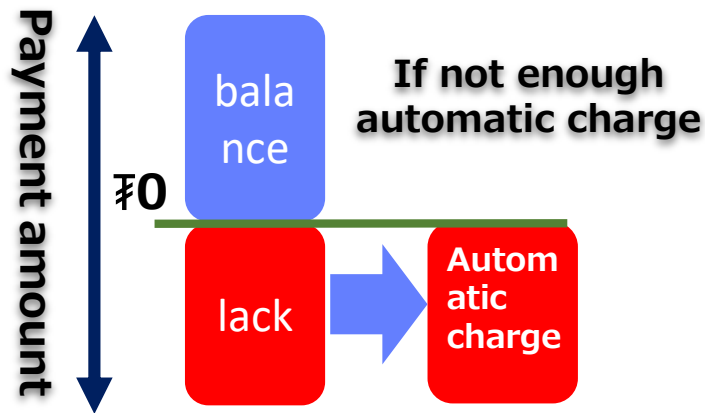 Payment amount
bala
nce
If not enough
automatic charge
₮0
lack
Autom
atic
charge